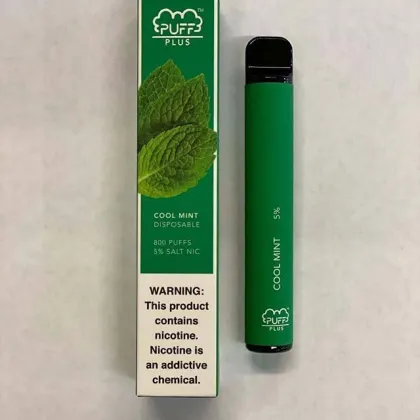 PUFF
TM
PLUS
COOL MINT
DISPOSABLE
800 PUFFS
5% SALT NIC
WARNING:
This product
contains
nicotine.
Nicotine is
an addictive
chemical.
COOL MINT 5%
PUFF
PLUS